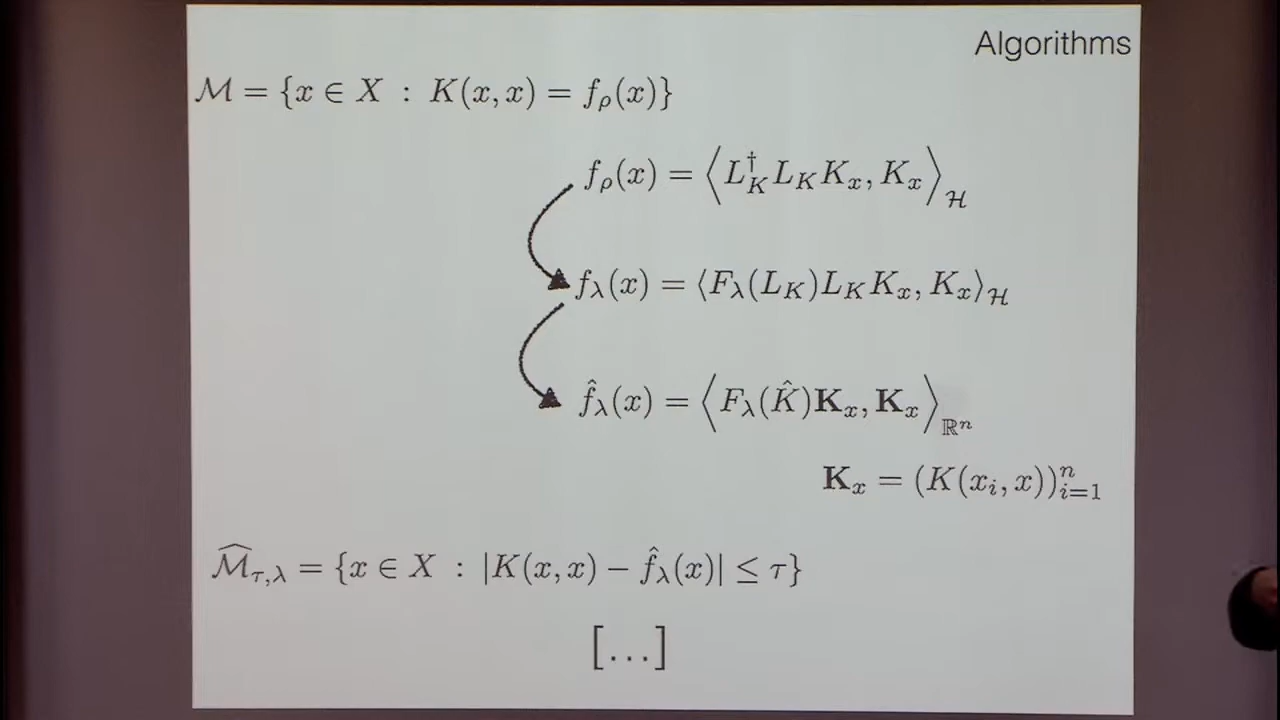 Algorithms
ℳ = {x ∈ X : K(x, x) = f_ρ(x)}
f_ρ(x) = ⟨L_K^† L_K K_x, K_x⟩_ℋ
f_λ(x) = ⟨F_λ(L_K)L_K K_x, K_x⟩_ℋ
f̂_λ(x) = ⟨F_λ(K̂)𝐊_x, 𝐊_x⟩_{ℝ^n}
𝐊_x = (K(x_i, x))_{i=1}^n
ℳ̂_{τ,λ} = {x ∈ X : |K(x, x) − f̂_λ(x)| ≤ τ}
[...]